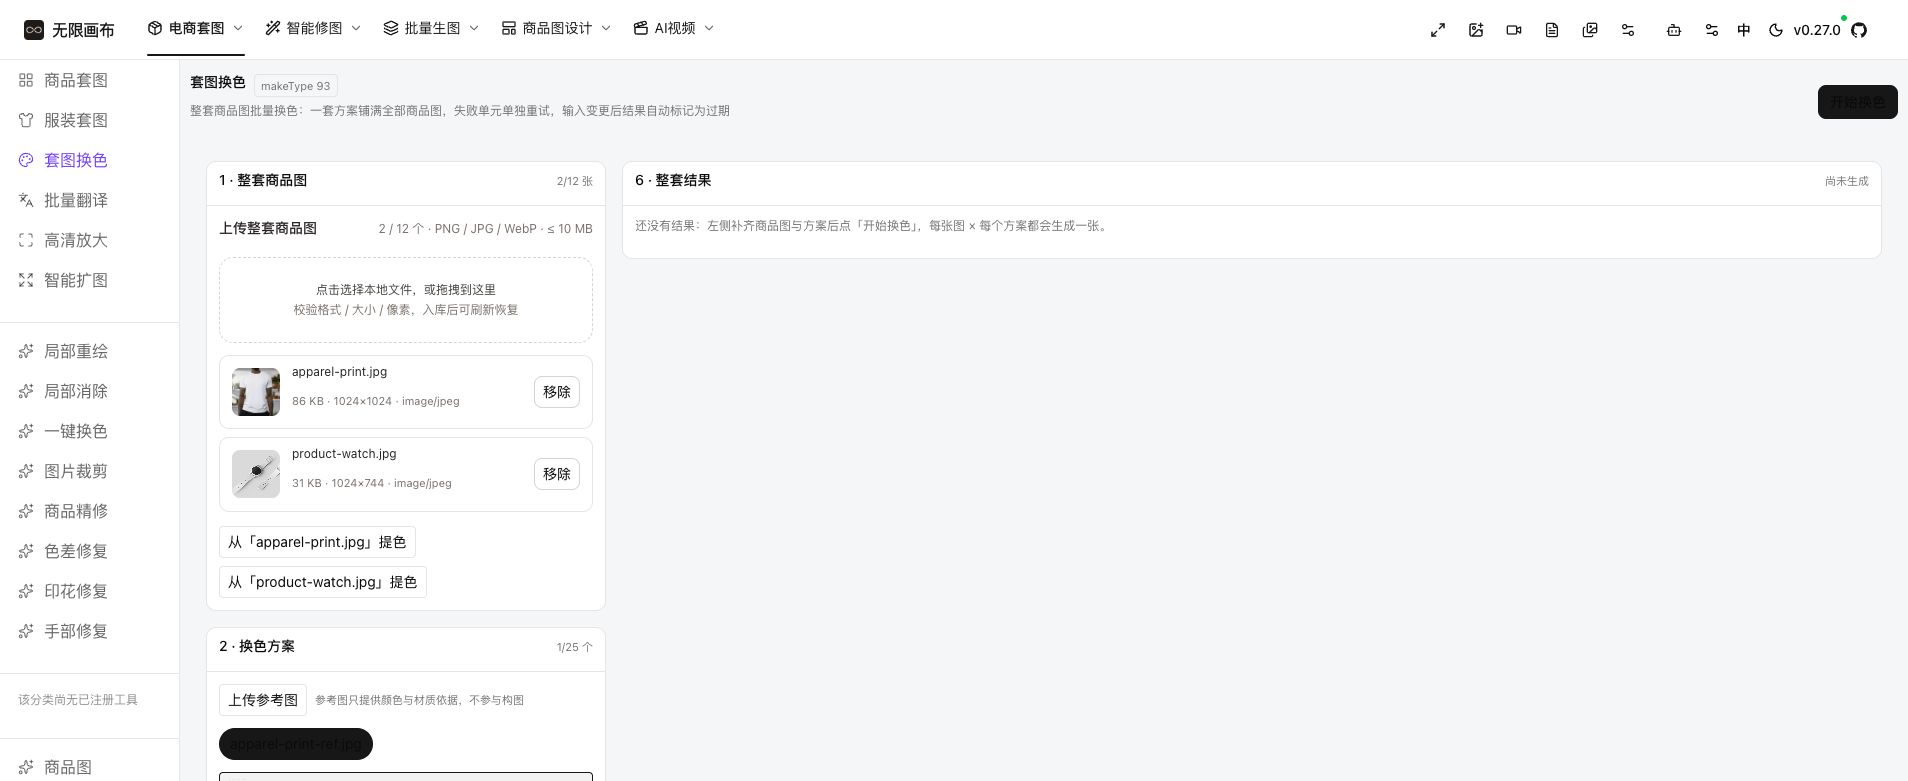 无限画布
电商套图
智能修图
批量生图
商品图设计
AI视频
中
v0.27.0
商品套图
服装套图
套图换色
批量翻译
高清放大
智能扩图
局部重绘
局部消除
一键换色
图片裁剪
商品精修
色差修复
印花修复
手部修复
该分类尚无已注册工具
商品图
套图换色 makeType 93
整套商品图批量换色：一套方案铺满全部商品图，失败单元单独重试，输入变更后结果自动标记为过期
开始换色
1 · 整套商品图 2/12 张
上传整套商品图 2 / 12 个 · PNG / JPG / WebP · ≤ 10 MB
点击选择本地文件，或拖拽到这里
校验格式 / 大小 / 像素，入库后可刷新恢复
apparel-print.jpg
86 KB · 1024×1024 · image/jpeg
移除
product-watch.jpg
31 KB · 1024×744 · image/jpeg
移除
从「apparel-print.jpg」提色
从「product-watch.jpg」提色
2 · 换色方案 1/25 个
上传参考图 参考图只提供颜色与材质依据，不参与构图
apparel-print-ref.jpg
6 · 整套结果 尚未生成
还没有结果：左侧补齐商品图与方案后点「开始换色」，每张图 × 每个方案都会生成一张。